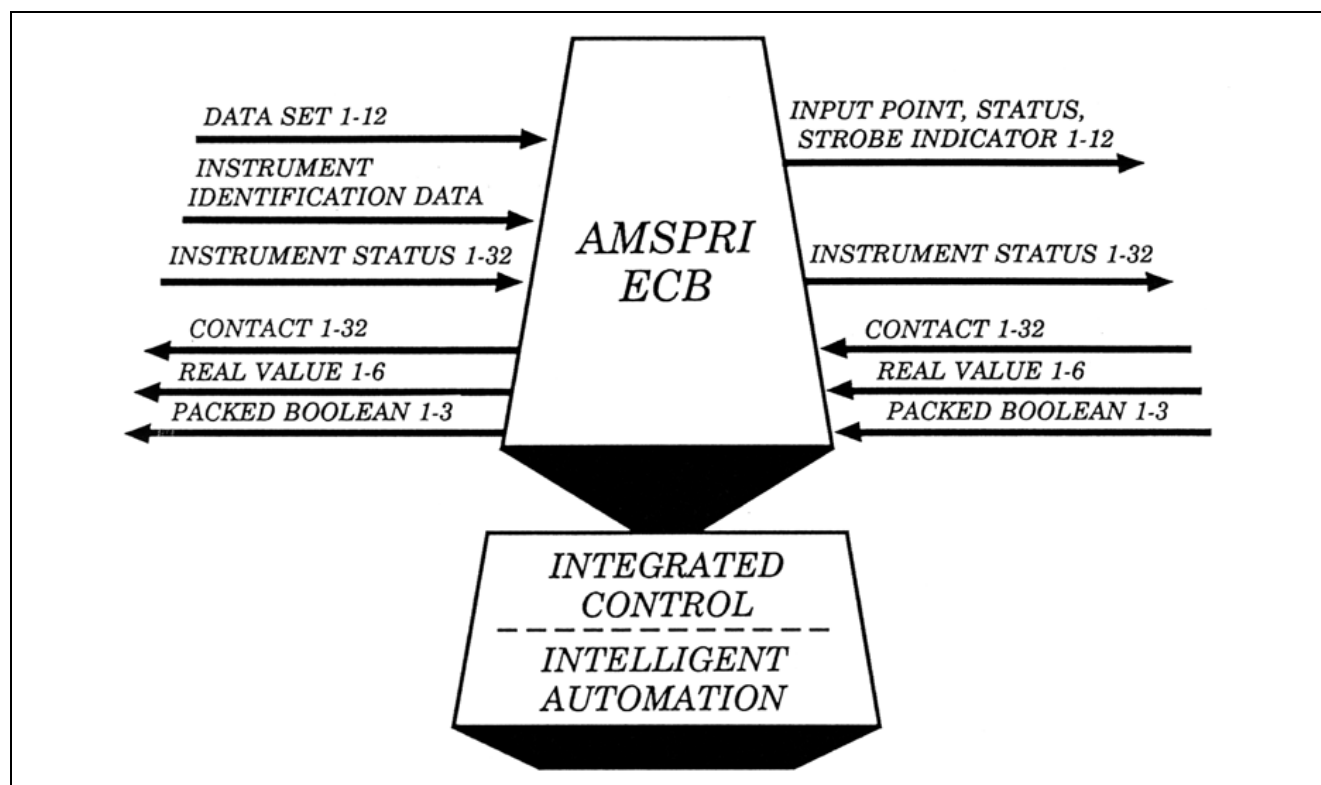 DATA SET 1-12
INSTRUMENT
IDENTIFICATION DATA
INSTRUMENT STATUS 1-32
CONTACT 1-32
REAL VALUE 1-6
PACKED BOOLEAN 1-3
AMSPRI
ECB
INPUT POINT, STATUS,
STROBE INDICATOR 1-12
INSTRUMENT STATUS 1-32
CONTACT 1-32
REAL VALUE 1-6
PACKED BOOLEAN 1-3
INTEGRATED
CONTROL
INTELLIGENT
AUTOMATION